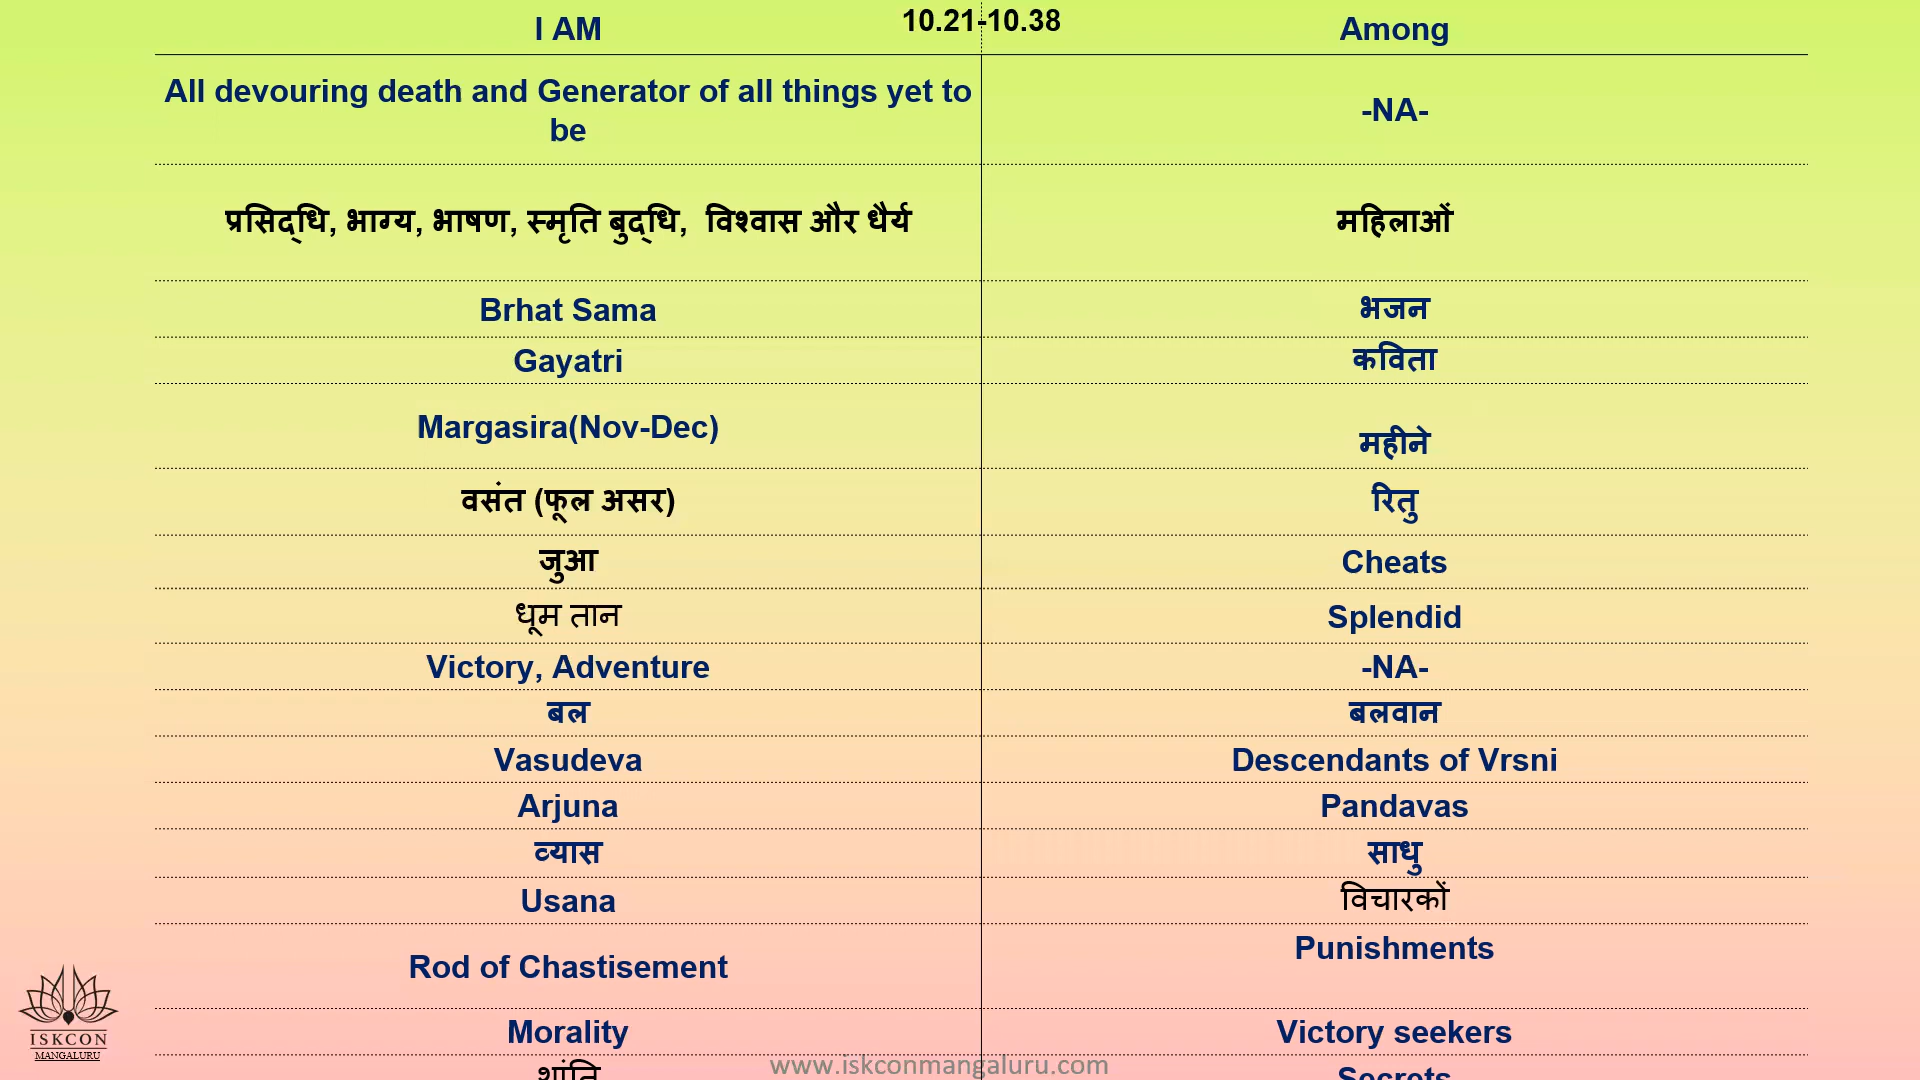 I AM 10.21-10.38 Among
All devouring death and Generator of all things yet to
be
-NA-
प्रसिद्धि, भाग्य, भाषण, स्मृति बुद्धि, विश्वास और धैर्य महिलाओं
Brhat Sama भजन
Gayatri कविता
Margasira(Nov-Dec) महीने
वसंत (फूल असर) रितु
जुआ Cheats
धूम तान Splendid
Victory, Adventure -NA-
बल बलवान
Vasudeva Descendants of Vrsni
Arjuna Pandavas
व्यास साधु
Usana विचारकों
Rod of Chastisement Punishments
Morality Victory seekers
शांति Secrets
ISKCON
MANGALURU
www.iskconmangaluru.com